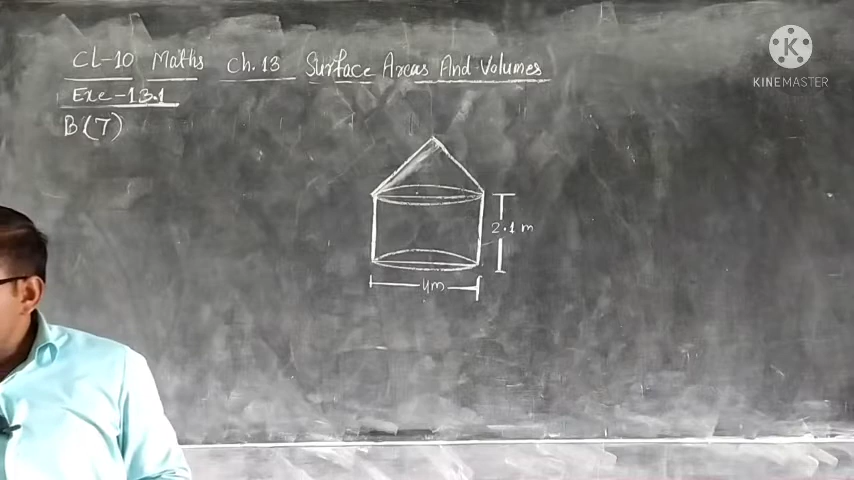 CL-10 Maths Ch.13 Surface Areas And Volumes
Exe-13.1
B(7)
2.1 m
4m
K
KINEMASTER